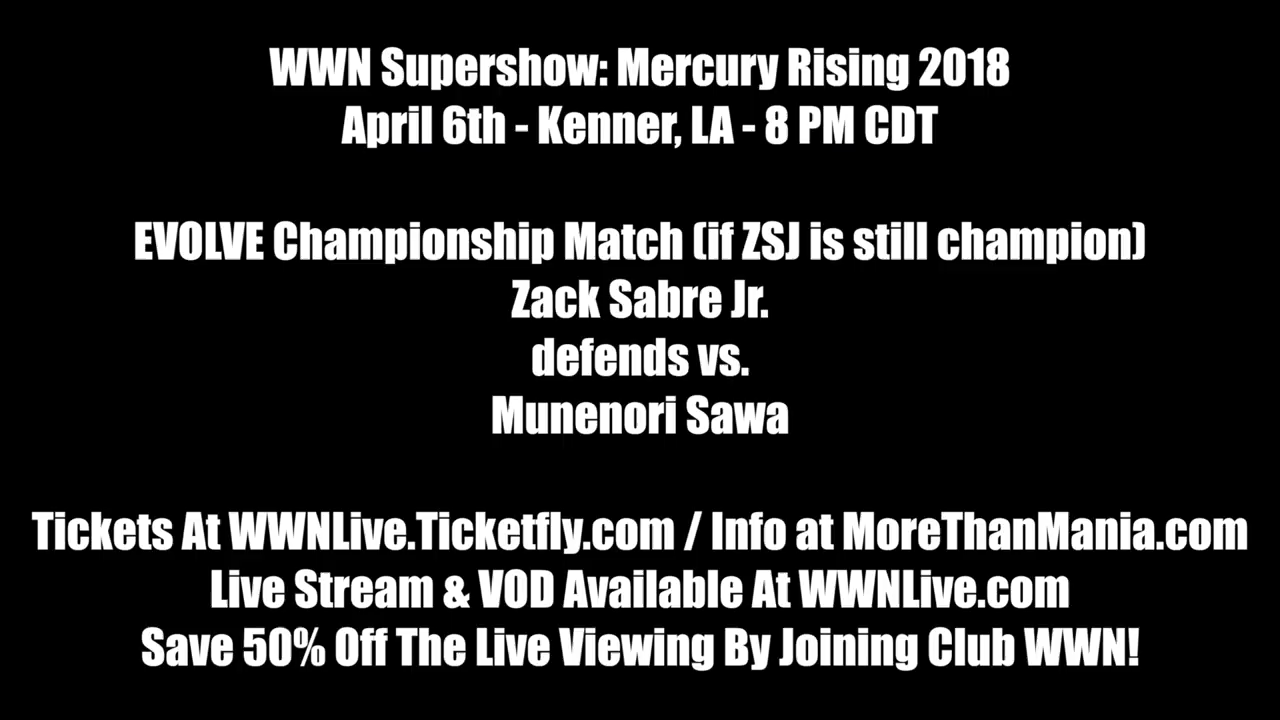 WWN Supershow: Mercury Rising 2018
April 6th - Kenner, LA - 8 PM CDT
EVOLVE Championship Match (if ZSJ is still champion)
Zack Sabre Jr.
defends vs.
Munenori Sawa
Tickets At WWNLive.Ticketfly.com / Info at MoreThanMania.com
Live Stream & VOD Available At WWNLive.com
Save 50% Off The Live Viewing By Joining Club WWN!